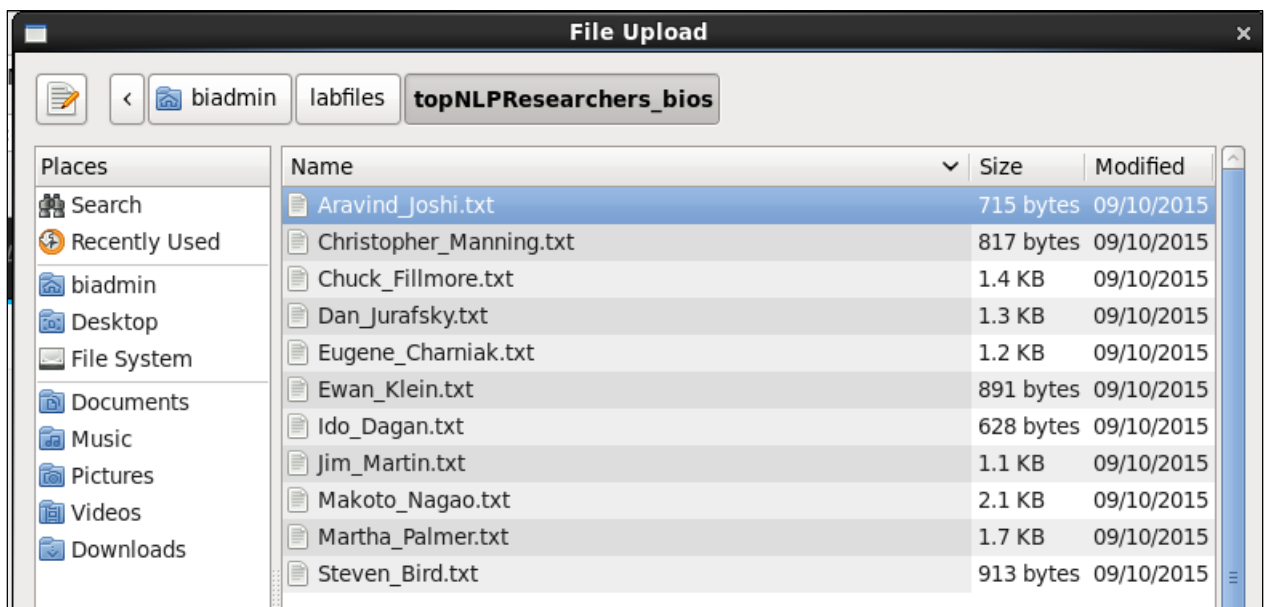 File Upload
biadmin labfiles topNLPResearchers_bios
Places Name Size Modified
Search Aravind_Joshi.txt 715 bytes 09/10/2015
Recently Used Christopher_Manning.txt 817 bytes 09/10/2015
biadmin Chuck_Fillmore.txt 1.4 KB 09/10/2015
Desktop Dan_Jurafsky.txt 1.3 KB 09/10/2015
File System Eugene_Charniak.txt 1.2 KB 09/10/2015
Documents Ewan_Klein.txt 891 bytes 09/10/2015
Music Ido_Dagan.txt 628 bytes 09/10/2015
Pictures Jim_Martin.txt 1.1 KB 09/10/2015
Videos Makoto_Nagao.txt 2.1 KB 09/10/2015
Downloads Martha_Palmer.txt 1.7 KB 09/10/2015
Steven_Bird.txt 913 bytes 09/10/2015